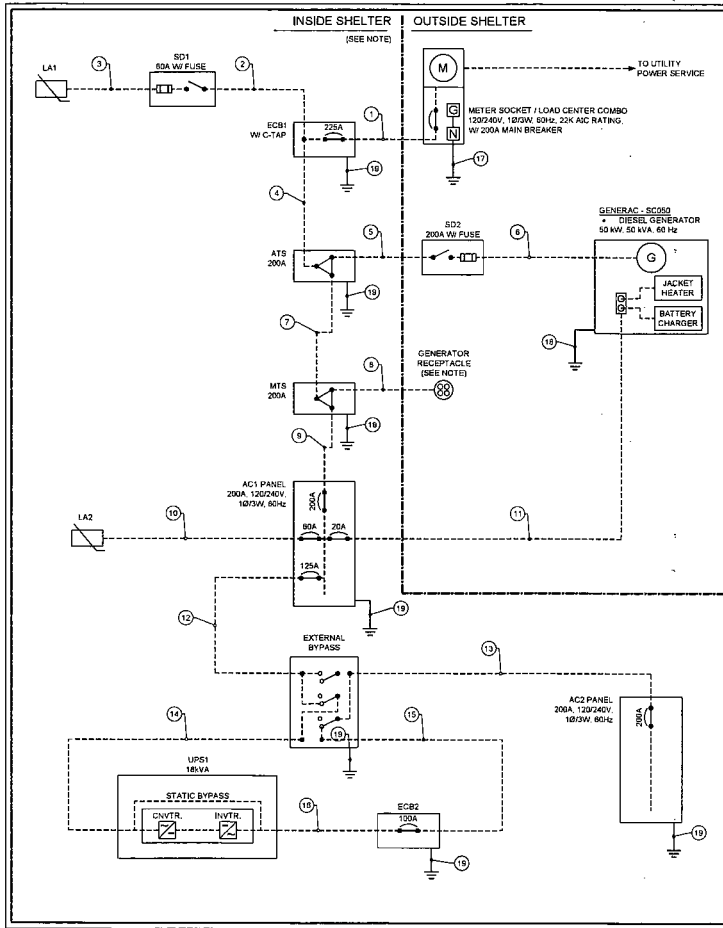 INSIDE SHELTER
(SEE NOTE)
OUTSIDE SHELTER
LA1
3
SD1
60A W/ FUSE
2
M
TO UTILITY
POWER SERVICE
G
N
METER SOCKET / LOAD CENTER COMBO
120/240V, 1Ø/3W, 60Hz, 22K AIC RATING,
W/ 200A MAIN BREAKER
17
ECB1
W/ C-TAP
225A
1
19
4
GENERAC - SC050
• DIESEL GENERATOR
50 kW, 50 kVA, 60 Hz
G
JACKET
HEATER
BATTERY
CHARGER
18
ATS
200A
5
SD2
200A W/ FUSE
6
19
7
MTS
200A
8
GENERATOR
RECEPTACLE
(SEE NOTE)
19
9
AC1 PANEL
200A, 120/240V,
1Ø/3W, 60Hz
200A
LA2
10
60A
20A
11
125A
12
19
EXTERNAL
BYPASS
13
AC2 PANEL
200A, 120/240V,
1Ø/3W, 60Hz
200A
14
15
19
UPS1
18kVA
STATIC BYPASS
CNVTR.
INVTR.
16
ECB2
100A
19
19